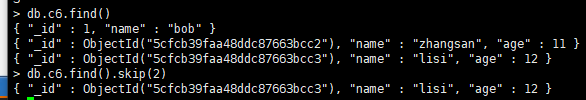 > db.c6.find()
{ "_id" : 1, "name" : "bob" }
{ "_id" : ObjectId("5cfcb39faa48ddc87663bcc2"), "name" : "zhangsan", "age" : 11 }
{ "_id" : ObjectId("5cfcb39faa48ddc87663bcc3"), "name" : "lisi", "age" : 12 }
> db.c6.find().skip(2)
{ "_id" : ObjectId("5cfcb39faa48ddc87663bcc3"), "name" : "lisi", "age" : 12 }